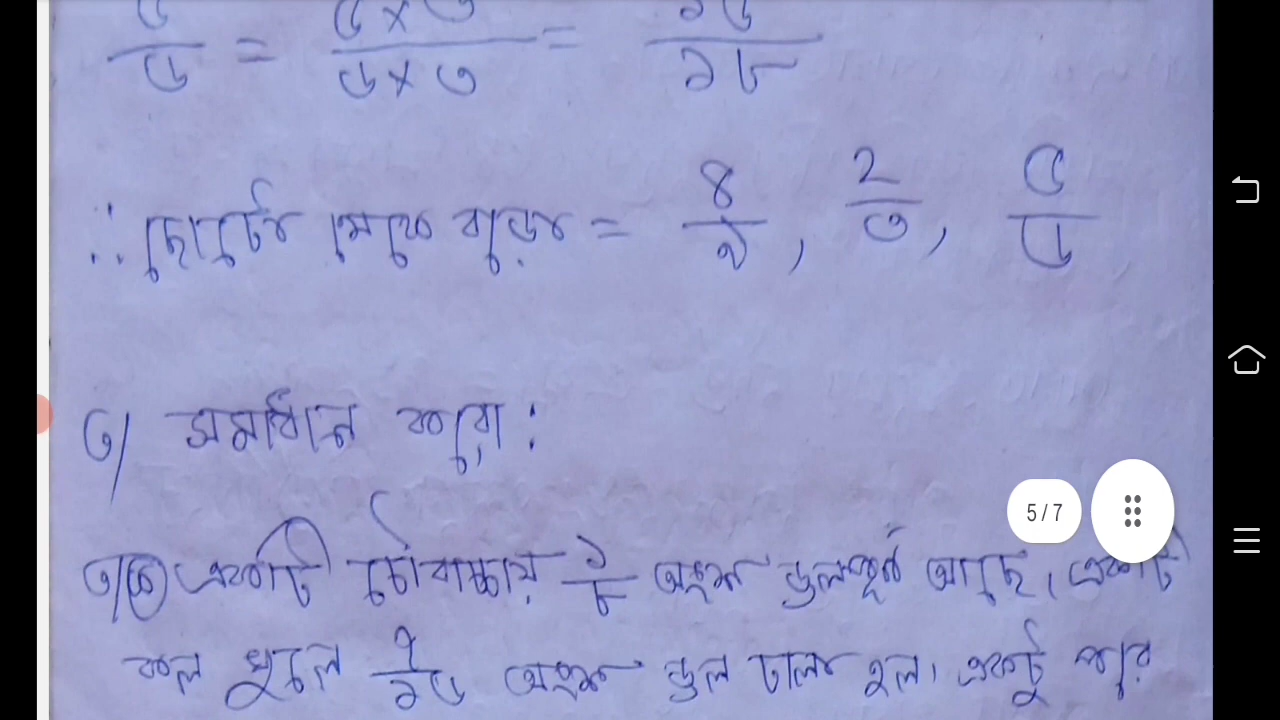 ৫/৬ = ৫×৩/৬×৩ = ১৫/১৮
∴ ছোটের থেকে বড়ো = ৪/৯, ২/৩, ৫/৬
৩/ সমাধান করো :
একটি চৌবাচ্চায় ১/৮ অংশ জলপূর্ণ আছে। একটি
কল খুলে ৭/১৬ অংশ জল ঢালা হল। একটু পরে
5 / 7